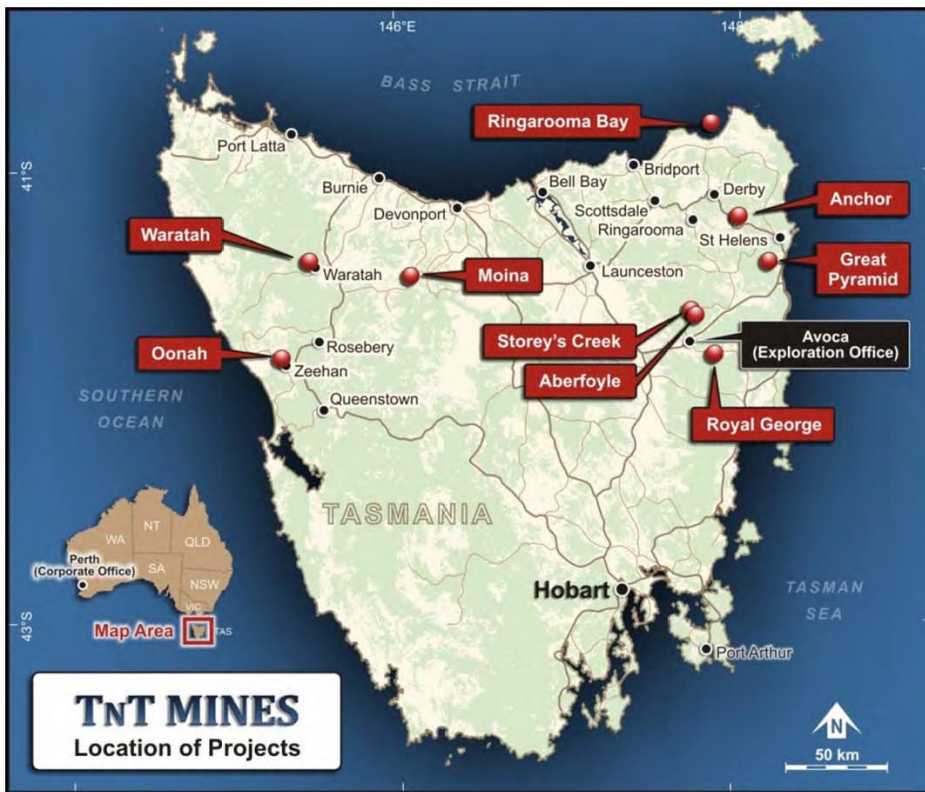 146°E
148°E
BASS STRAIT
Ringarooma Bay
Port Latta
41°S
41°S
Burnie
Bell Bay
Bridport
Derby
Devonport
Scottsdale
Anchor
Ringarooma
St Helens
Waratah
Waratah
Moina
Launceston
Great
Pyramid
Storey's Creek
Avoca
(Exploration Office)
Rosebery
Oonah
Zeehan
Aberfoyle
SOUTHERN
OCEAN
Queenstown
Royal George
TASMANIA
NT
WA
QLD
Perth
(Corporate Office)
SA
NSW
VIC
Map Area
TAS
Hobart
TASMAN
SEA
43°S
43°S
Port Arthur
TNT MINES
Location of Projects
N
50 km